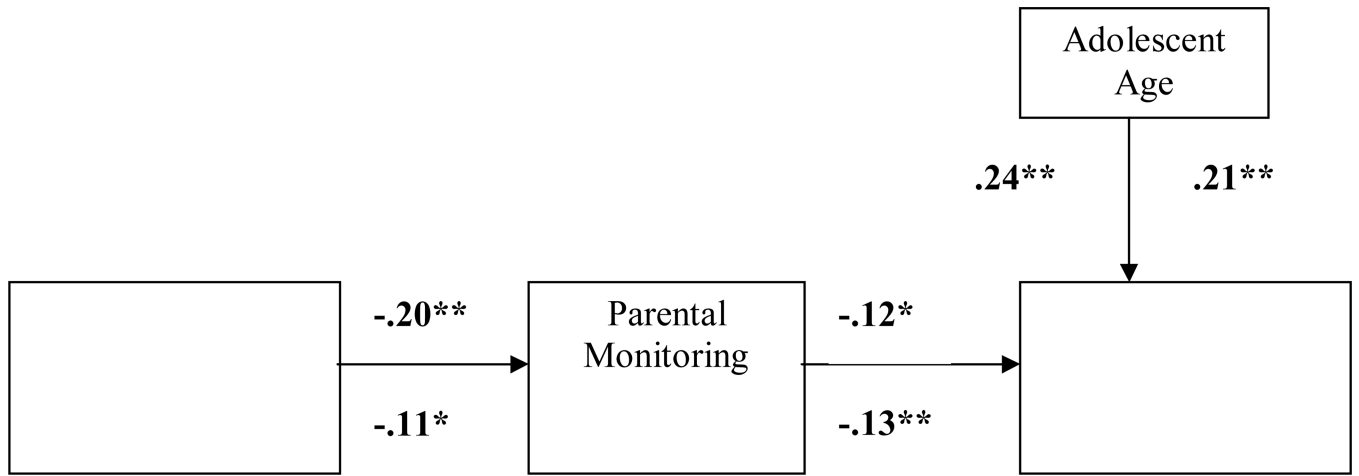 Adolescent
Age
.24** .21**
-.20** Parental -.12*
Monitoring
-.11* -.13**